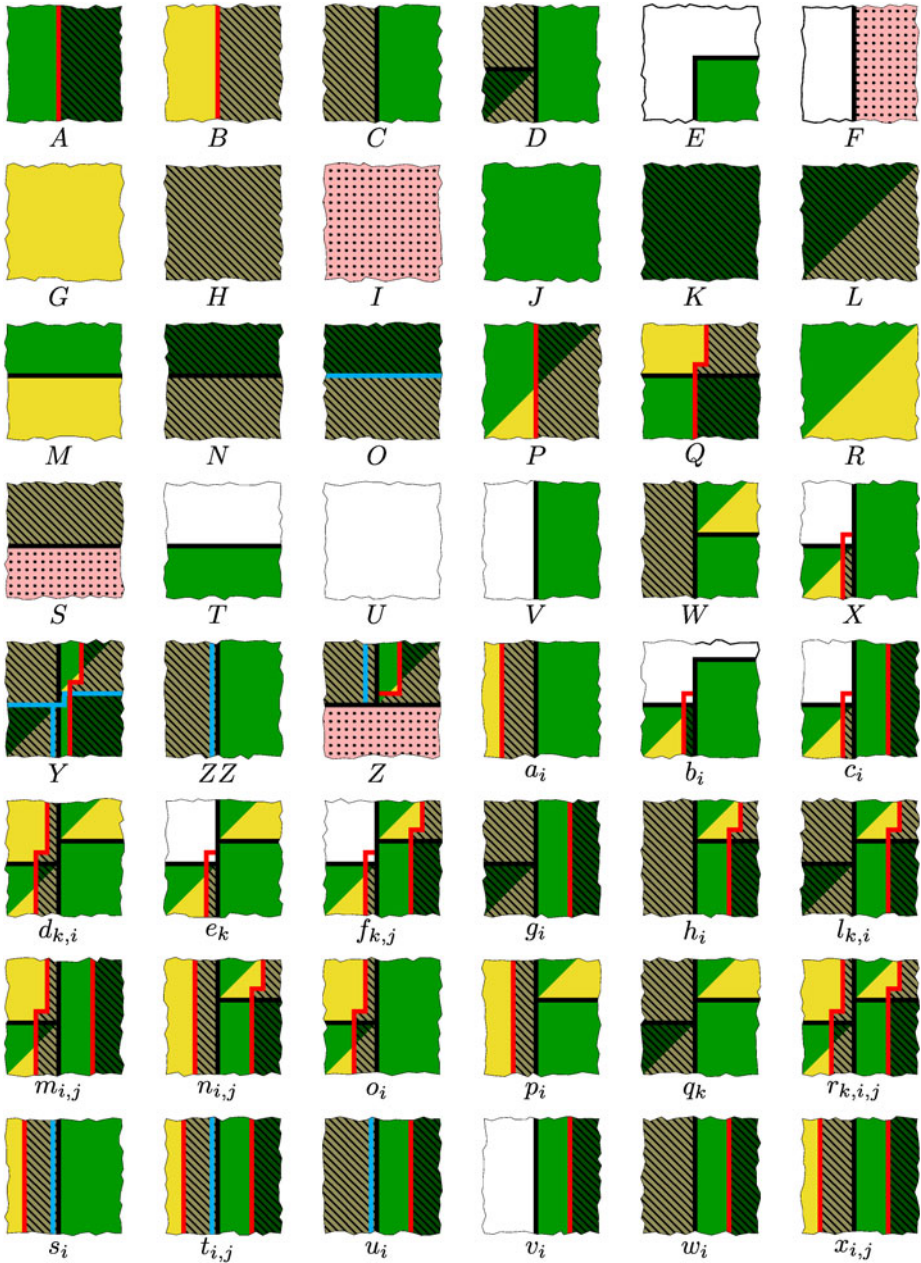 A B C D E F
G H I J K L
M N O P Q R
S T U V W X
Y ZZ Z a_i b_i c_i
d_{k,i} e_k f_{k,j} g_i h_i l_{k,i}
m_{i,j} n_{i,j} o_i p_i q_k r_{k,i,j}
s_i t_{i,j} u_i v_i w_i x_{i,j}